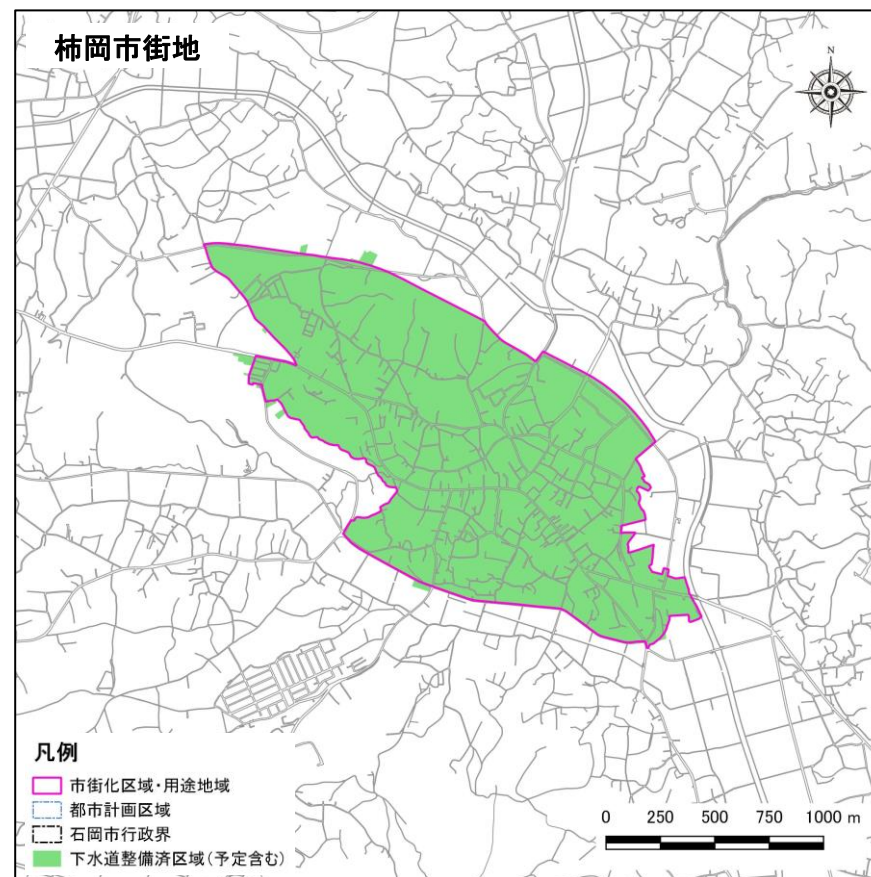 柿岡市街地
N
凡例
市街化区域・用途地域
都市計画区域
石岡市行政界
下水道整備済区域(予定含む)
0 250 500 750 1000 m